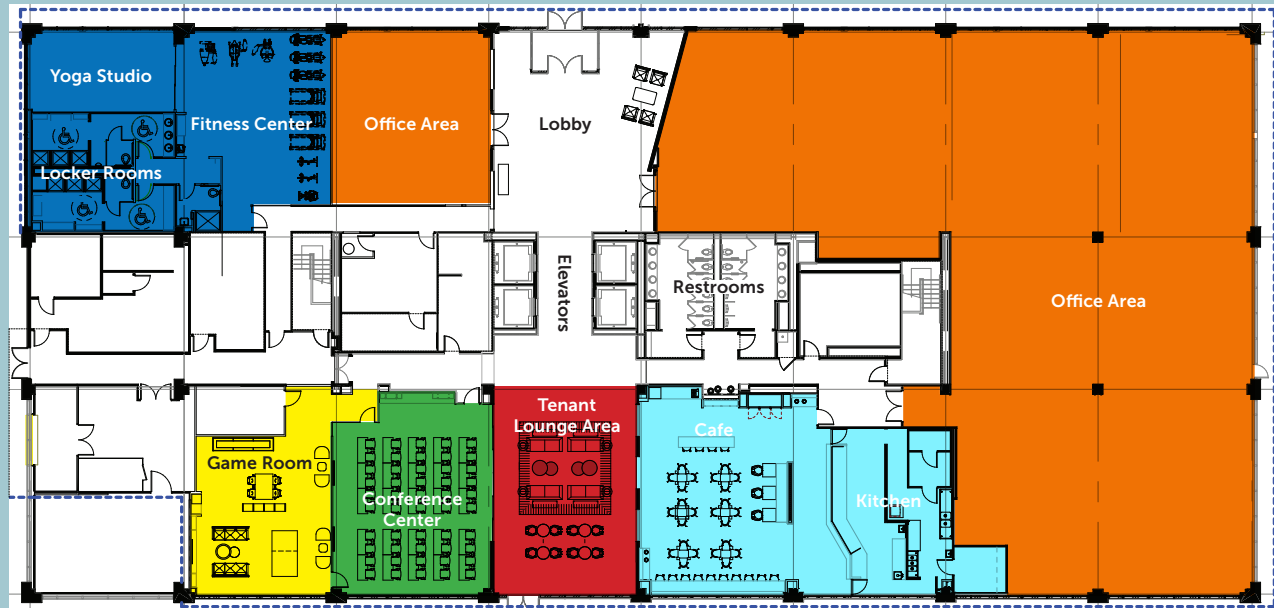 Yoga Studio
Fitness Center
Office Area
Lobby
Locker Rooms
Elevators
Restrooms
Office Area
Tenant
Lounge Area
Cafe
Game Room
Conference
Center
Kitchen